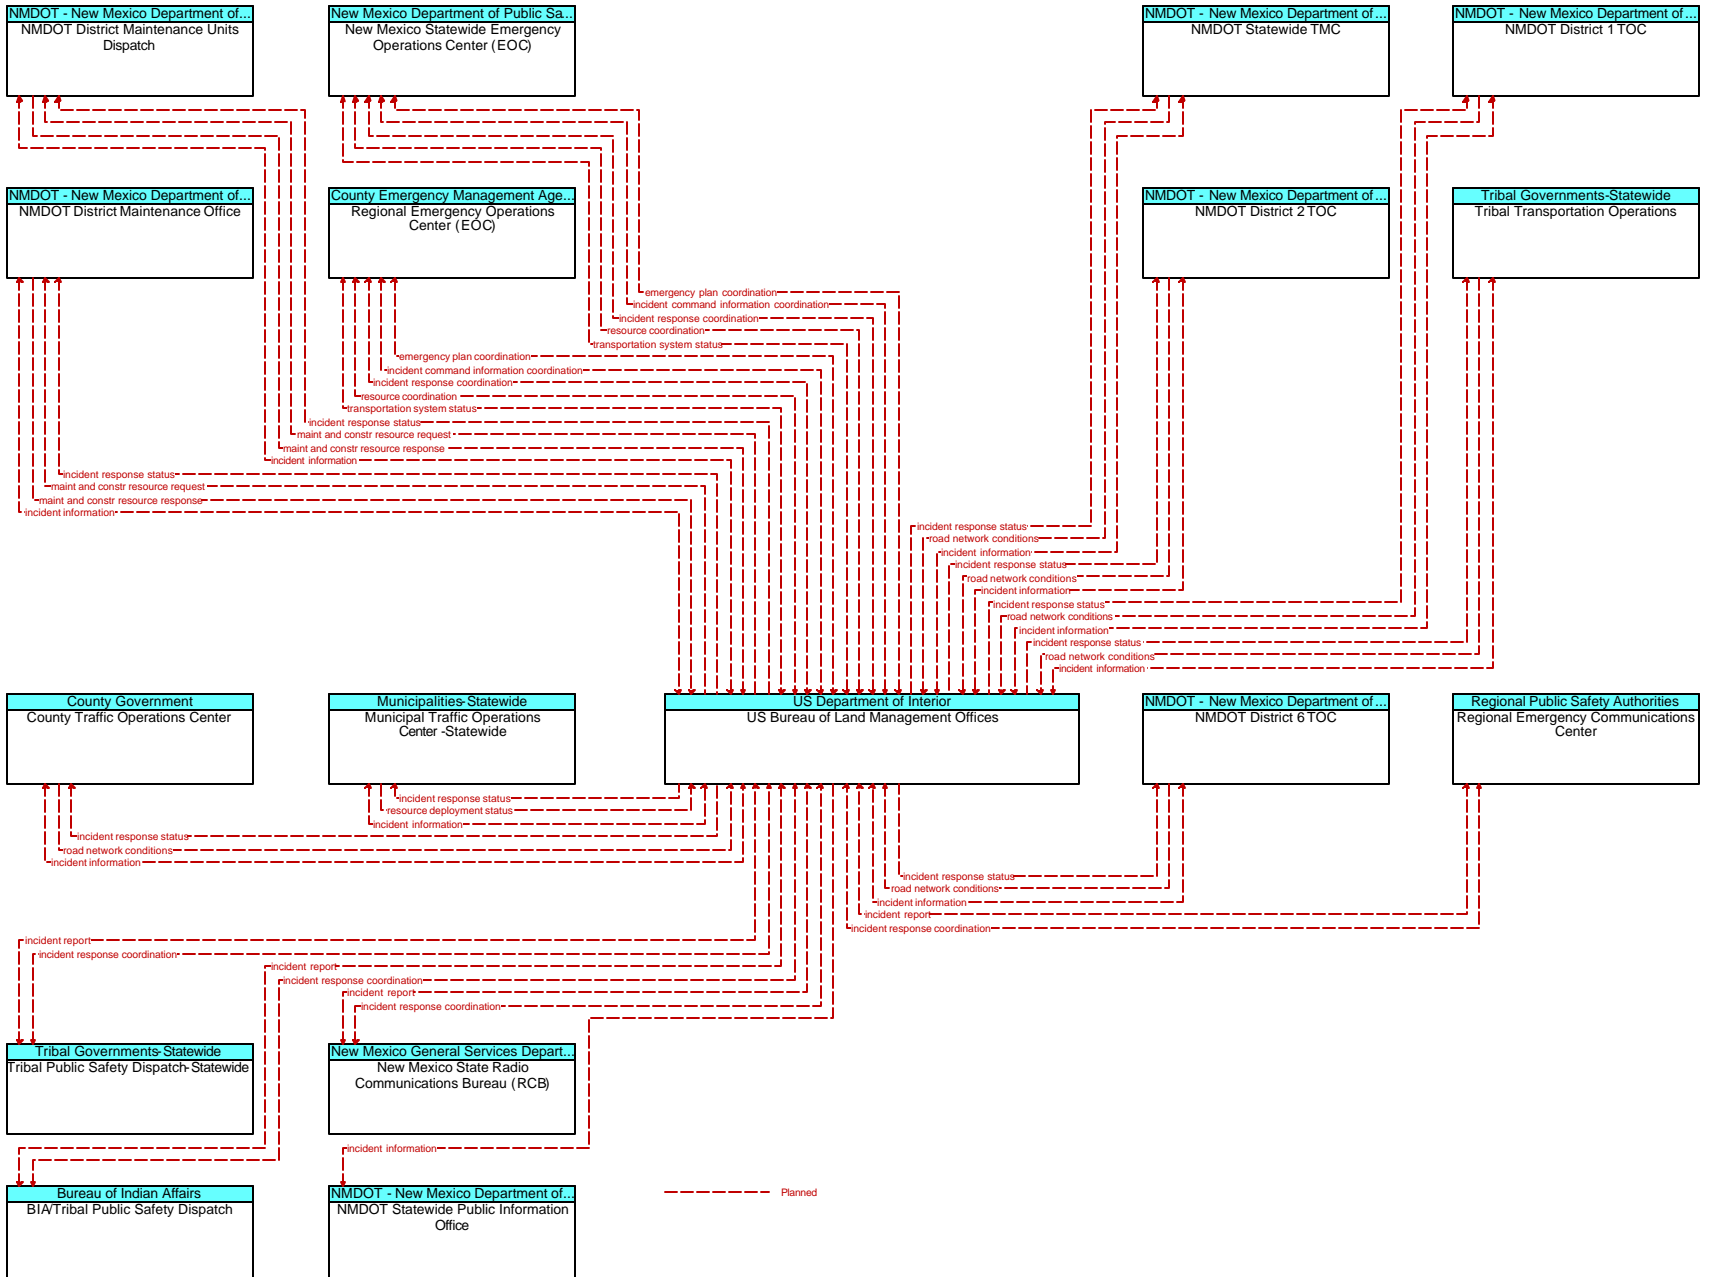 NMDOT - New Mexico Department of...
NMDOT District Maintenance Units
Dispatch
New Mexico Department of Public Sa...
New Mexico Statewide Emergency
Operations Center (EOC)
NMDOT - New Mexico Department of...
NMDOT Statewide TMC
NMDOT - New Mexico Department of...
NMDOT District 1 TOC
NMDOT - New Mexico Department of...
NMDOT District Maintenance Office
County Emergency Management Age...
Regional Emergency Operations
Center (EOC)
NMDOT - New Mexico Department of...
NMDOT District 2 TOC
Tribal Governments-Statewide
Tribal Transportation Operations
emergency plan coordination
incident command information coordination
incident response coordination
resource coordination
transportation system status
emergency plan coordination
incident command information coordination
incident response coordination
resource coordination
transportation system status
incident response status
maint and constr resource request
maint and constr resource response
incident information
incident response status
maint and constr resource request
maint and constr resource response
incident information
incident response status
road network conditions
incident information
incident response status
road network conditions
incident information
incident response status
road network conditions
incident information
incident response status
road network conditions
incident information
County Government
County Traffic Operations Center
Municipalities-Statewide
Municipal Traffic Operations
Center -Statewide
US Department of Interior
US Bureau of Land Management Offices
NMDOT - New Mexico Department of...
NMDOT District 6 TOC
Regional Public Safety Authorities
Regional Emergency Communications
Center
incident response status
resource deployment status
incident information
incident response status
road network conditions
incident information
incident response status
road network conditions
incident information
incident report
incident response coordination
incident report
incident response coordination
incident report
incident response coordination
incident report
incident response coordination
Tribal Governments-Statewide
Tribal Public Safety Dispatch-Statewide
New Mexico General Services Depart...
New Mexico State Radio
Communications Bureau (RCB)
incident information
Bureau of Indian Affairs
BIA/Tribal Public Safety Dispatch
NMDOT - New Mexico Department of...
NMDOT Statewide Public Information
Office
Planned